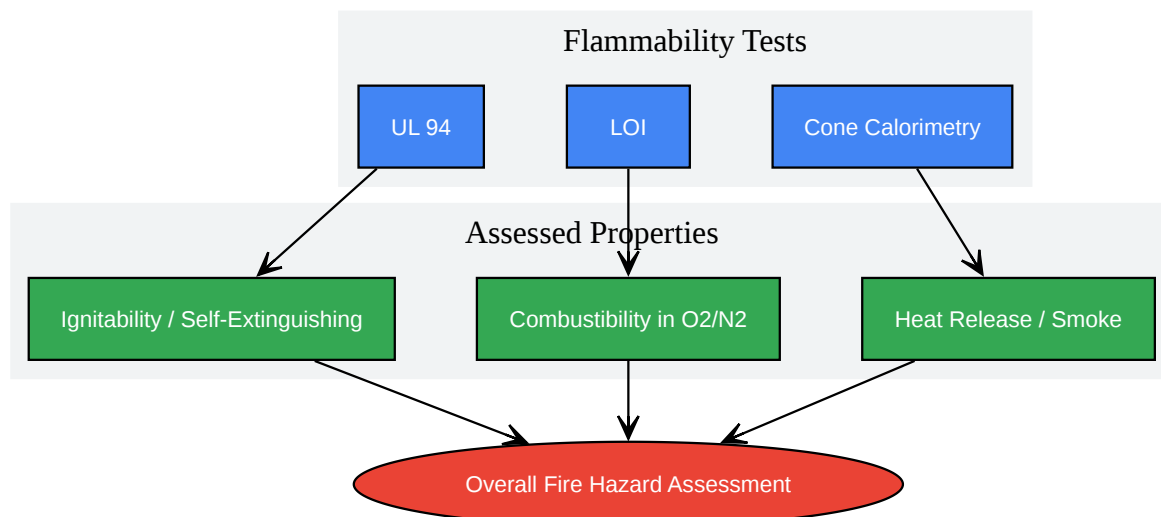 Flammability Tests
UL 94
LOI
Cone Calorimetry
Assessed Properties
Ignitability / Self-Extinguishing
Combustibility in O2/N2
Heat Release / Smoke
Overall Fire Hazard Assessment